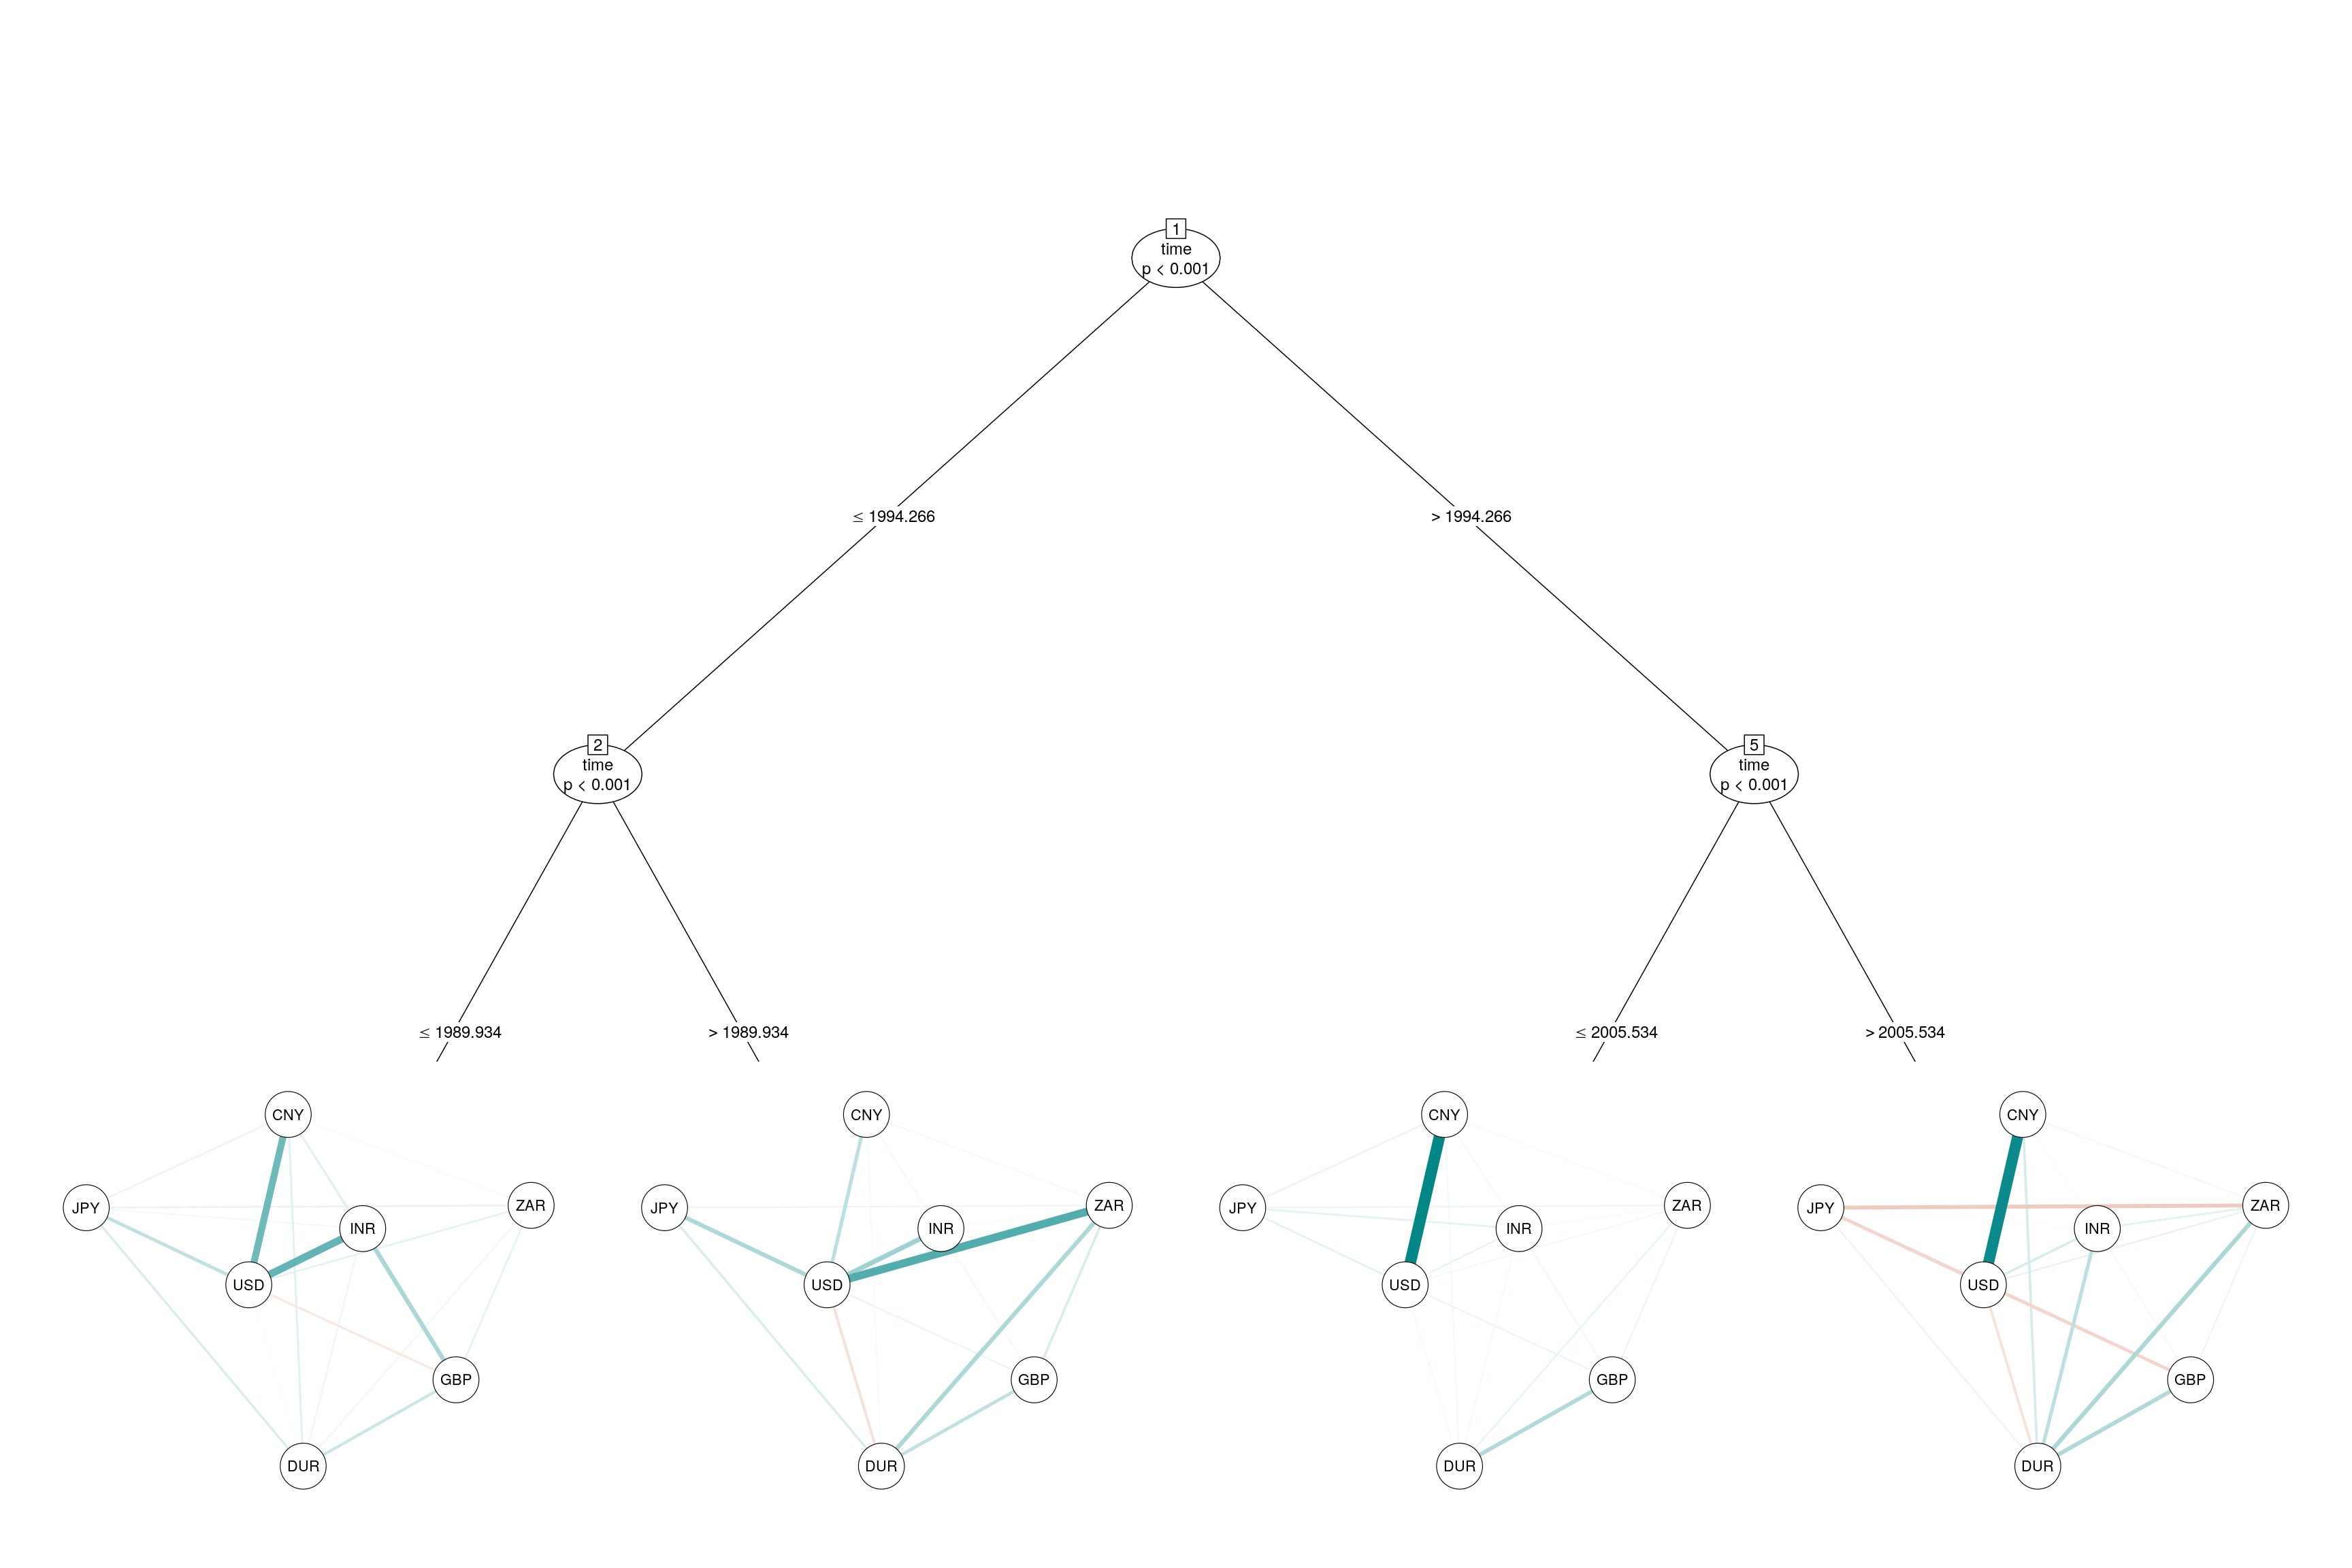 1
time
p < 0.001
≤ 1994.266
> 1994.266
2
time
p < 0.001
5
time
p < 0.001
≤ 1989.934
> 1989.934
≤ 2005.534
> 2005.534
CNY
JPY
ZAR
INR
USD
GBP
DUR
CNY
JPY
ZAR
INR
USD
GBP
DUR
CNY
JPY
ZAR
INR
USD
GBP
DUR
CNY
JPY
ZAR
INR
USD
GBP
DUR